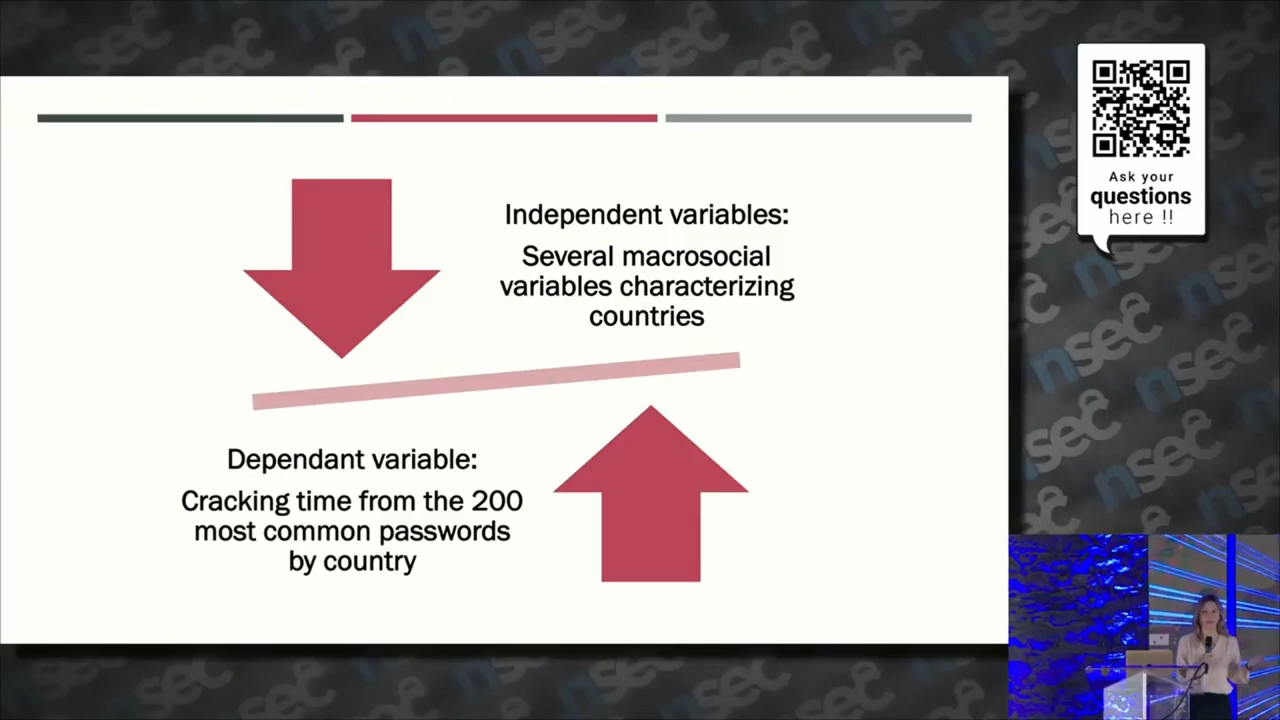 Independent variables:
Several macrosocial
variables characterizing
countries
Dependant variable:
Cracking time from the 200
most common passwords
by country
Ask your
questions
here !!
nsec